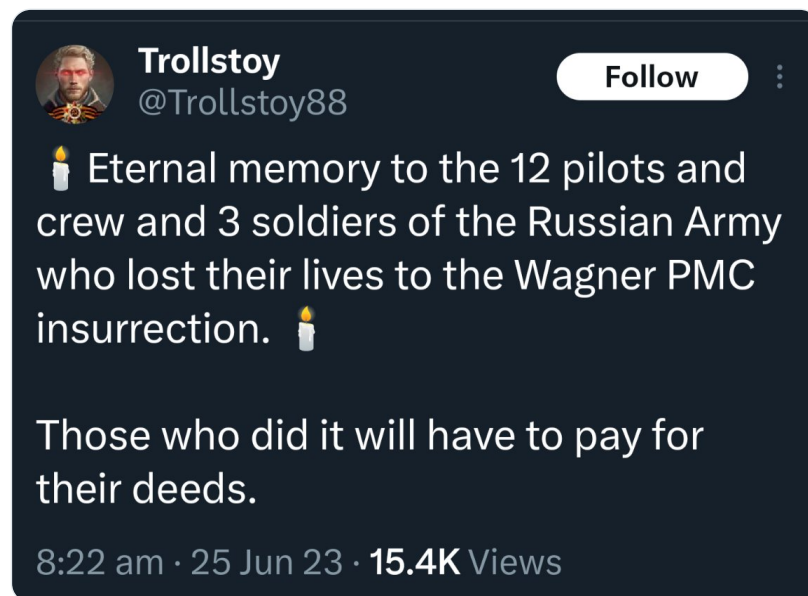 Trollstoy
Follow
@Trollstoy88
🕯️ Eternal memory to the 12 pilots and
crew and 3 soldiers of the Russian Army
who lost their lives to the Wagner PMC
insurrection. 🕯️
Those who did it will have to pay for
their deeds.
8:22 am · 25 Jun 23 · 15.4K Views